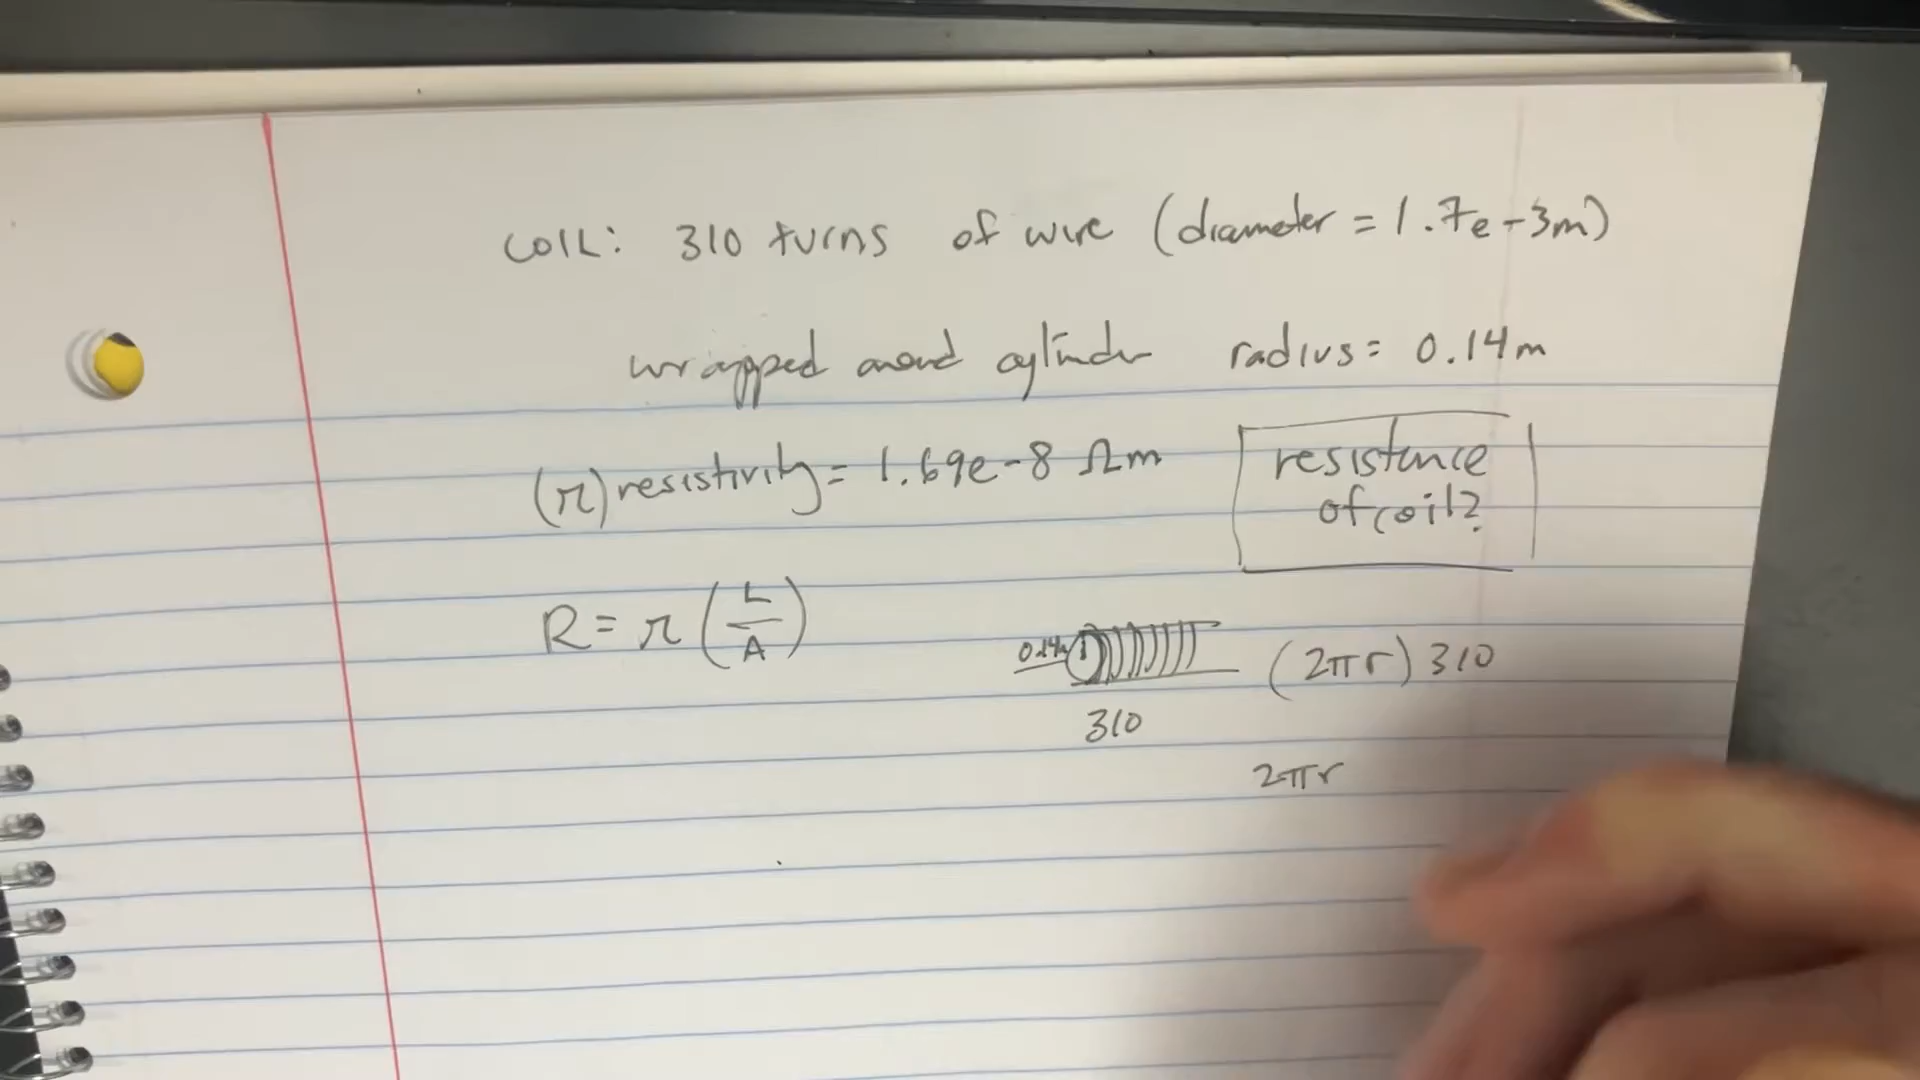 COIL: 310 turns of wire (diameter = 1.7e-3m)
wrapped around cylinder radius = 0.14m
(r) resistivity = 1.69e-8 Ωm
resistance
of coil?
R = r (L/A)
0.14m
(2πr) 310
310
2πr